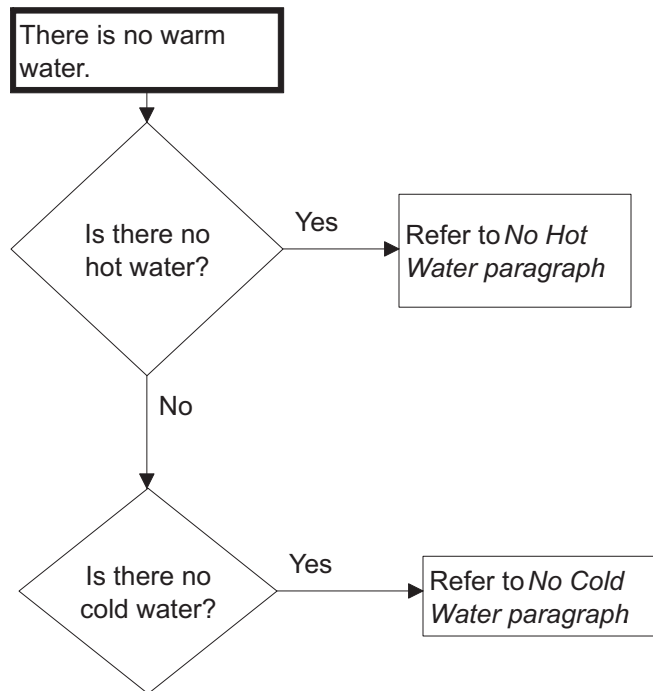 There is no warm
water.
Is there no
hot water?
Yes
Refer to No Hot
Water paragraph
No
Is there no
cold water?
Yes
Refer to No Cold
Water paragraph